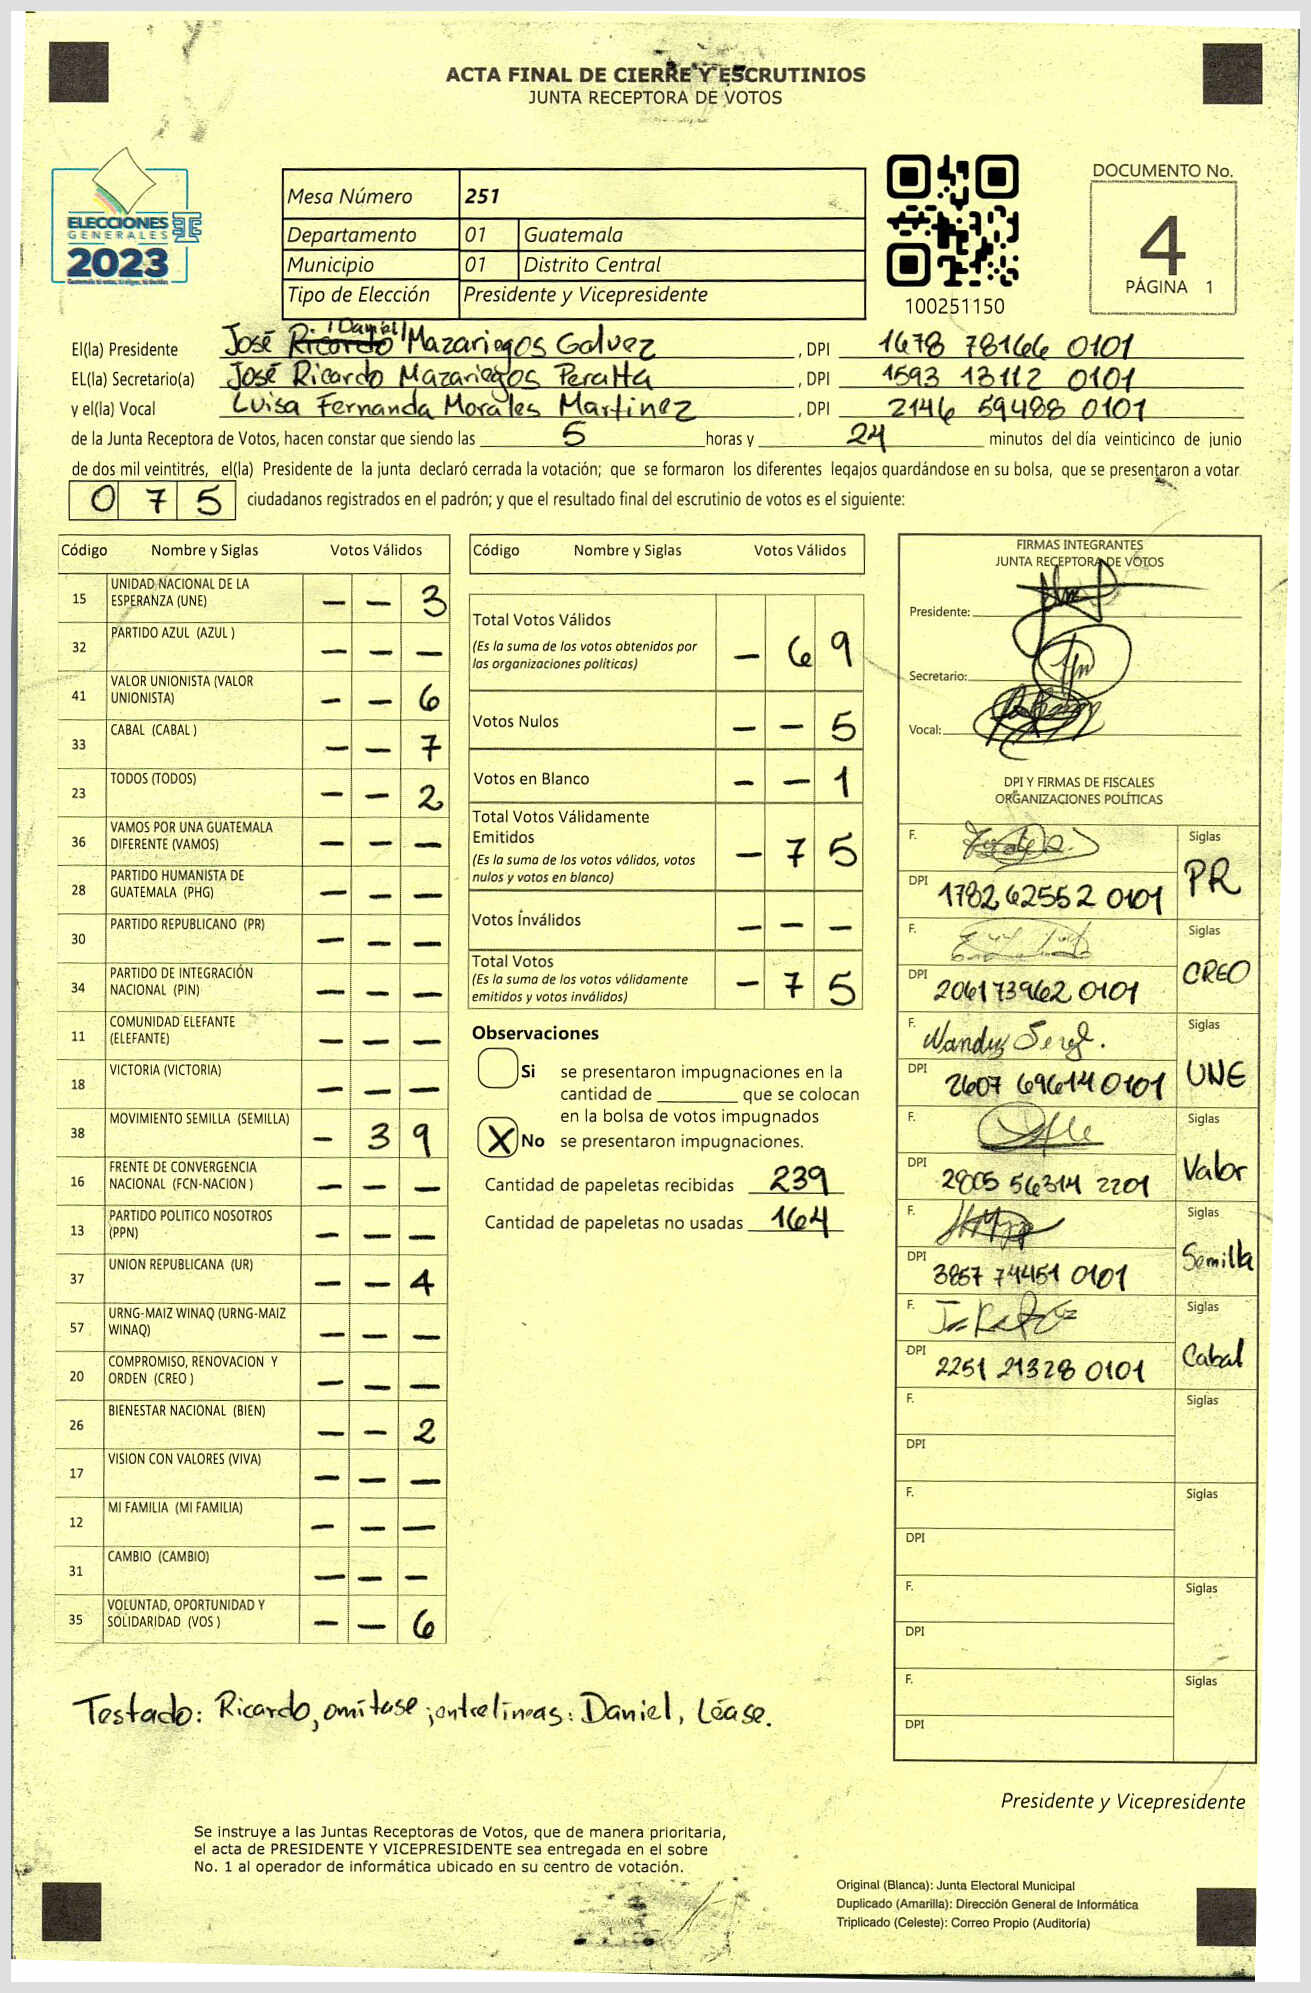 ACTA FINAL DE CIERRE Y ESCRUTINIOS
JUNTA RECEPTORA DE VOTOS
ELECCIONES
GENERALES
2023
Mesa Número 251
Departamento 01 Guatemala
Municipio 01 Distrito Central
Tipo de Elección Presidente y Vicepresidente
100251150
DOCUMENTO No.
4
PÁGINA 1
Daniel
El(la) Presidente José Ricardo Mazariegos Galvez , DPI 1678 78166 0101
EL(la) Secretario(a) José Ricardo Mazariegos Peralta , DPI 1593 13112 0101
y el(la) Vocal Luisa Fernanda Morales Martinez , DPI 2146 59488 0101
de la Junta Receptora de Votos, hacen constar que siendo las 5 horas y 24 minutos del día veinticinco de junio
de dos mil veintitrés, el(la) Presidente de la junta declaró cerrada la votación; que se formaron los diferentes legajos guardándose en su bolsa, que se presentaron a votar
0 7 5 ciudadanos registrados en el padrón; y que el resultado final del escrutinio de votos es el siguiente:
Código Nombre y Siglas Votos Válidos
15 UNIDAD NACIONAL DE LA ESPERANZA (UNE) – – 3
32 PARTIDO AZUL (AZUL ) – – –
41 VALOR UNIONISTA (VALOR UNIONISTA) – – 6
33 CABAL (CABAL ) – – 7
23 TODOS (TODOS) – – 2
36 VAMOS POR UNA GUATEMALA DIFERENTE (VAMOS) – – –
28 PARTIDO HUMANISTA DE GUATEMALA (PHG) – – –
30 PARTIDO REPUBLICANO (PR) – – –
34 PARTIDO DE INTEGRACIÓN NACIONAL (PIN) – – –
11 COMUNIDAD ELEFANTE (ELEFANTE) – – –
18 VICTORIA (VICTORIA) – – –
38 MOVIMIENTO SEMILLA (SEMILLA) – 3 9
16 FRENTE DE CONVERGENCIA NACIONAL (FCN-NACION ) – – –
13 PARTIDO POLITICO NOSOTROS (PPN) – – –
37 UNION REPUBLICANA (UR) – – 4
57 URNG-MAIZ WINAQ (URNG-MAIZ WINAQ) – – –
20 COMPROMISO, RENOVACION Y ORDEN (CREO ) – – –
26 BIENESTAR NACIONAL (BIEN) – – 2
17 VISION CON VALORES (VIVA) – – –
12 MI FAMILIA (MI FAMILIA) – – –
31 CAMBIO (CAMBIO) – – –
35 VOLUNTAD, OPORTUNIDAD Y SOLIDARIDAD (VOS ) – – 6
Código Nombre y Siglas Votos Válidos
Total Votos Válidos – 6 9
(Es la suma de los votos obtenidos por
las organizaciones políticas)
Votos Nulos – – 5
Votos en Blanco – – 1
Total Votos Válidamente
Emitidos – 7 5
(Es la suma de los votos válidos, votos
nulos y votos en blanco)
Votos Inválidos – – –
Total Votos – 7 5
(Es la suma de los votos válidamente
emitidos y votos inválidos)
Observaciones
Si se presentaron impugnaciones en la
cantidad de ________ que se colocan
en la bolsa de votos impugnados
X No se presentaron impugnaciones.
Cantidad de papeletas recibidas 239
Cantidad de papeletas no usadas 164
FIRMAS INTEGRANTES
JUNTA RECEPTORA DE VOTOS
Presidente:
Secretario:
Vocal:
DPI Y FIRMAS DE FISCALES
ORGANIZACIONES POLÍTICAS
F. Siglas
DPI 1782 62552 0101 PR
F. Siglas
DPI 2061739620101 CREO
F. Siglas
DPI 2607 69614 0101 UNE
F. Siglas
DPI 2805 56314 2201 Valor
F. Siglas
DPI 3857 74451 0101 Semilla
F. Siglas
DPI 2251 21328 0101 Cabal
F. Siglas
DPI
F. Siglas
DPI
F. Siglas
DPI
F. Siglas
DPI
Testado: Ricardo, omítase ; entrelíneas: Daniel, Léase.
Presidente y Vicepresidente
Se instruye a las Juntas Receptoras de Votos, que de manera prioritaria,
el acta de PRESIDENTE Y VICEPRESIDENTE sea entregada en el sobre
No. 1 al operador de informática ubicado en su centro de votación.
Original (Blanca): Junta Electoral Municipal
Duplicado (Amarilla): Dirección General de Informática
Triplicado (Celeste): Correo Propio (Auditoría)